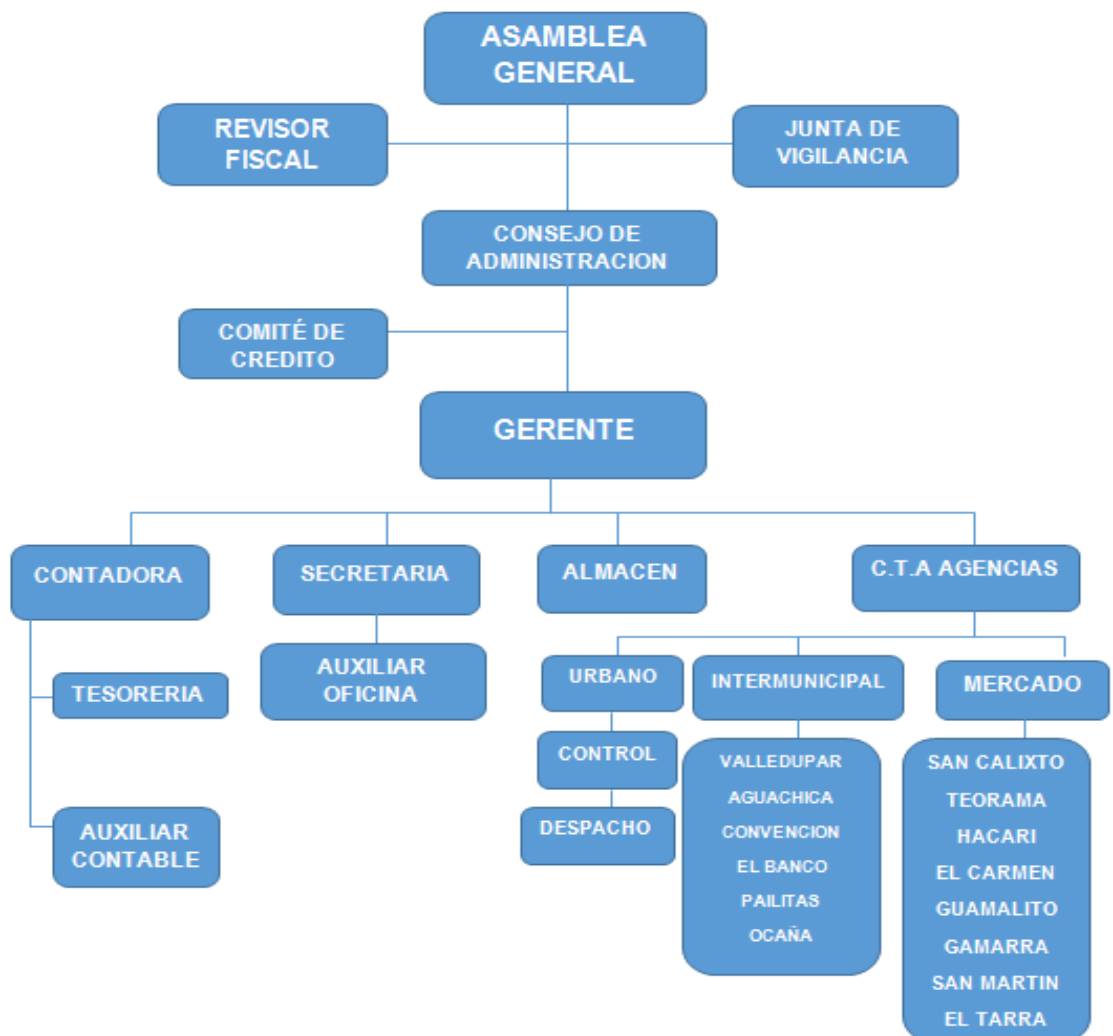 ASAMBLEA
GENERAL
REVISOR
FISCAL
JUNTA DE
VIGILANCIA
CONSEJO DE
ADMINISTRACION
COMITÉ DE
CREDITO
GERENTE
CONTADORA
SECRETARIA
ALMACEN
C.T.A AGENCIAS
TESORERIA
AUXILIAR
CONTABLE
AUXILIAR
OFICINA
URBANO
CONTROL
DESPACHO
INTERMUNICIPAL
VALLEDUPAR
AGUACHICA
CONVENCION
EL BANCO
PAILITAS
OCAÑA
MERCADO
SAN CALIXTO
TEORAMA
HACARI
EL CARMEN
GUAMALITO
GAMARRA
SAN MARTIN
EL TARRA